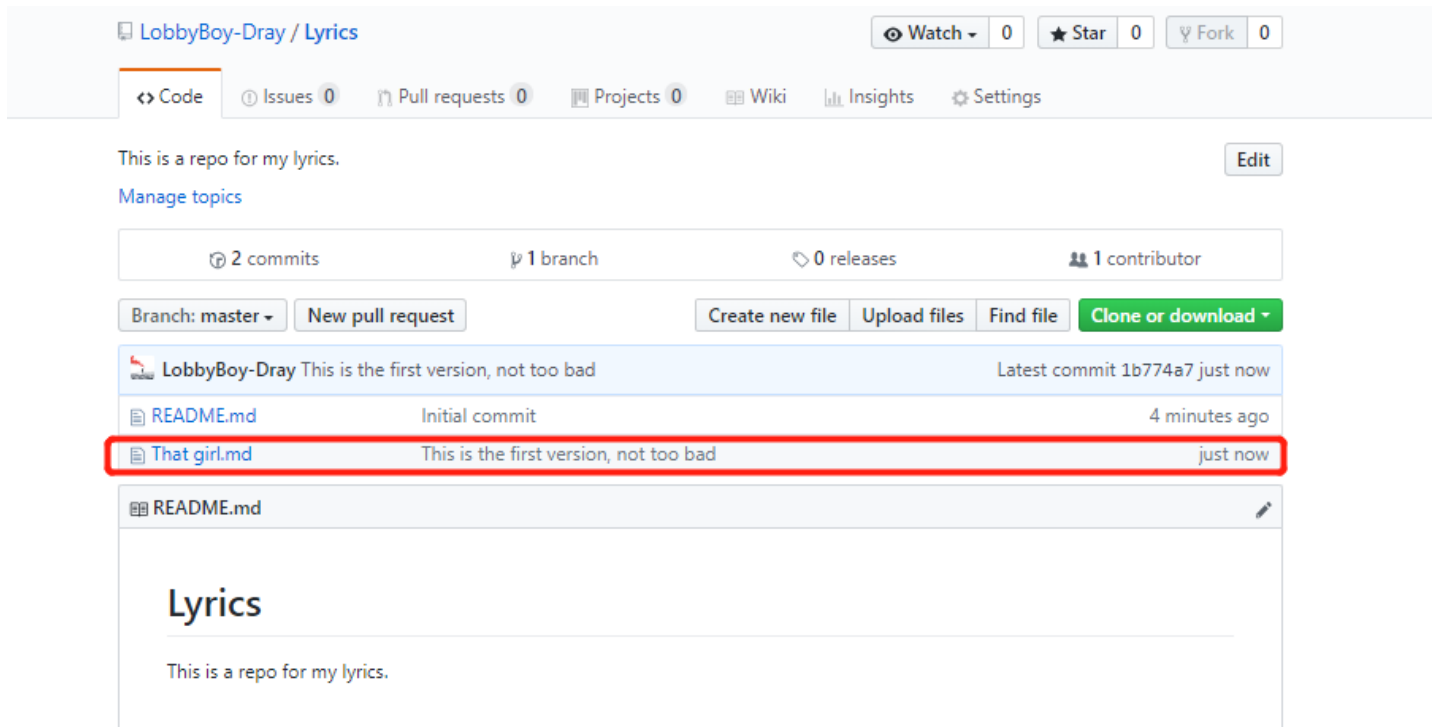 LobbyBoy-Dray / Lyrics Watch 0 Star 0 Fork 0
Code Issues 0 Pull requests 0 Projects 0 Wiki Insights Settings
This is a repo for my lyrics. Edit
Manage topics
2 commits 1 branch 0 releases 1 contributor
Branch: master New pull request Create new file Upload files Find file Clone or download
LobbyBoy-Dray This is the first version, not too bad Latest commit 1b774a7 just now
README.md Initial commit 4 minutes ago
That girl.md This is the first version, not too bad just now
README.md
Lyrics
This is a repo for my lyrics.